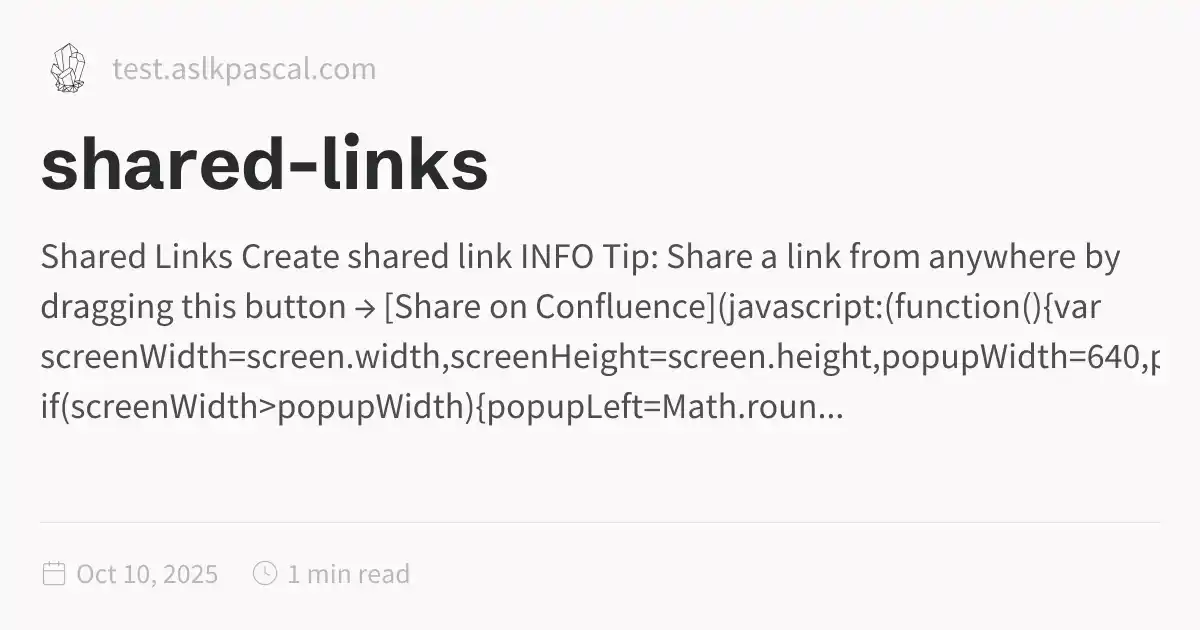 test.aslkpascal.com
shared-links
Shared Links Create shared link INFO Tip: Share a link from anywhere by
dragging this button → [Share on Confluence](javascript:(function(){var
screenWidth=screen.width,screenHeight=screen.height,popupWidth=640,p
if(screenWidth>popupWidth){popupLeft=Math.roun...
Oct 10, 2025
1 min read